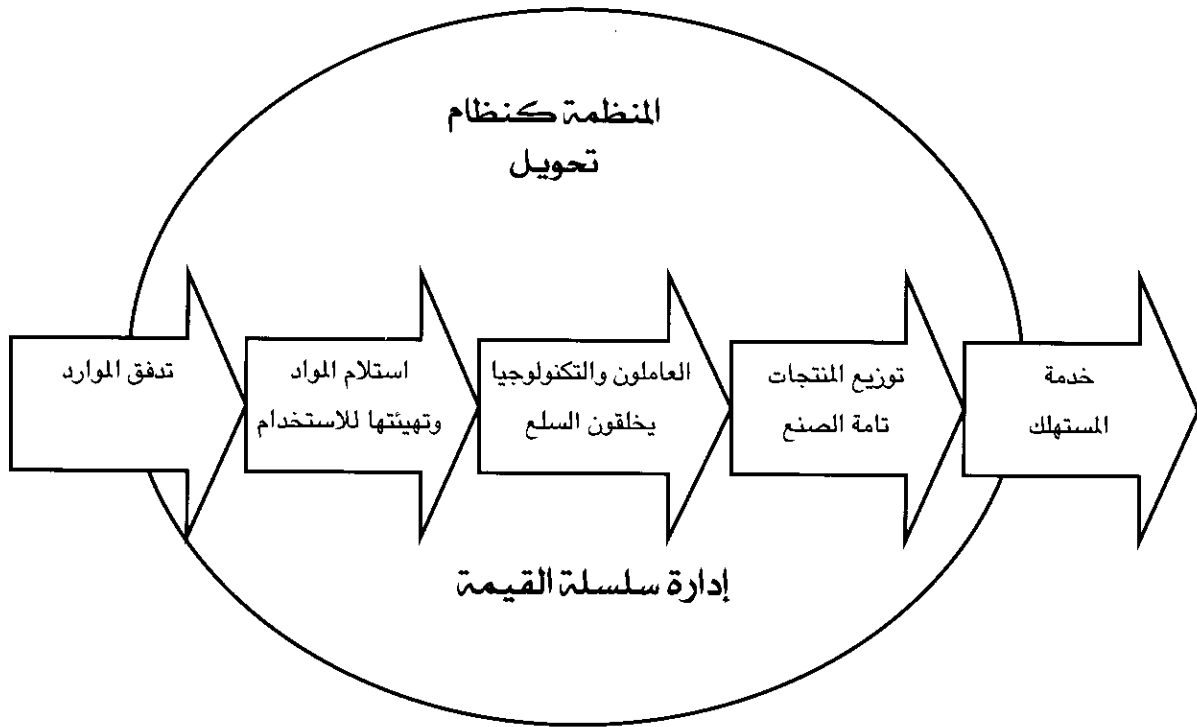 المنظمة كنظام
تحويل
تدفق الموارد
استلام المواد
وتهيئتها للاستخدام
العاملون والتكنولوجيا
يخلقون السلع
توزيع المنتجات
تامة الصنع
خدمة
المستهلك
إدارة سلسلة القيمة